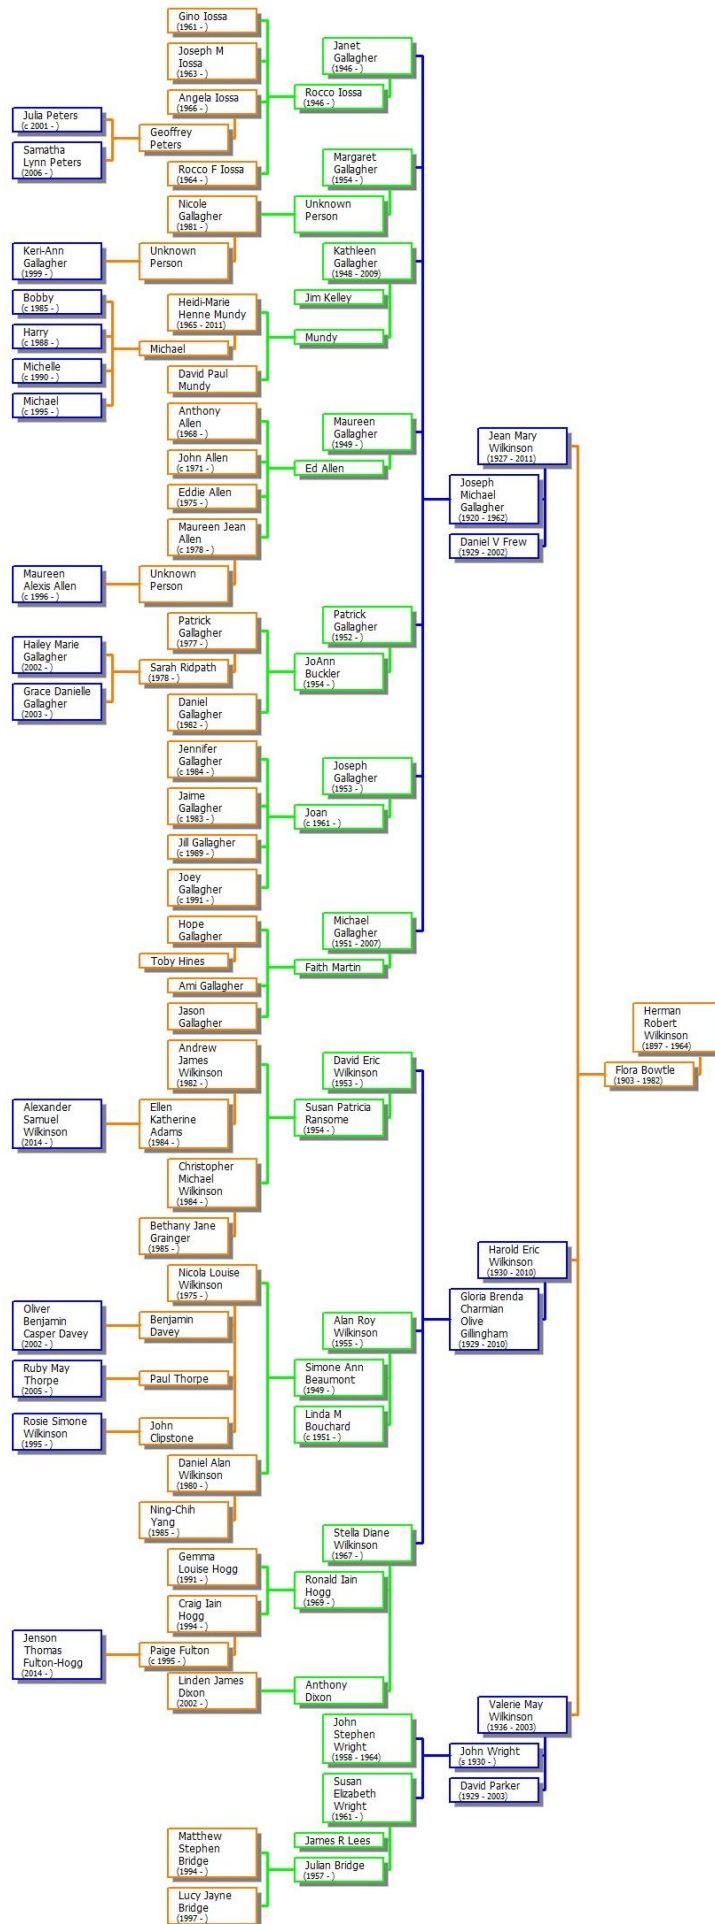 Gino Iossa
(1961 - )
Joseph M
Iossa
(1963 - )
Angela Iossa
(1966 - )
Geoffrey
Peters
Julia Peters
(c 2001 - )
Samatha
Lynn Peters
(2006 - )
Rocco F Iossa
(1964 - )
Janet
Gallagher
(1946 - )
Rocco Iossa
(1946 - )
Margaret
Gallagher
(1954 - )
Nicole
Gallagher
(1981 - )
Unknown
Person
Keri-Ann
Gallagher
(1999 - )
Unknown
Person
Kathleen
Gallagher
(1948 - 2009)
Jim Kelley
Mundy
Heidi-Marie
Henne Mundy
(1965 - 2011)
Michael
David Paul
Mundy
Bobby
(c 1985 - )
Harry
(c 1988 - )
Michelle
(c 1990 - )
Michael
(c 1995 - )
Anthony
Allen
(1968 - )
John Allen
(c 1971 - )
Eddie Allen
(1975 - )
Maureen Jean
Allen
(c 1978 - )
Maureen
Gallagher
(1949 - )
Ed Allen
Maureen
Alexis Allen
(c 1996 - )
Unknown
Person
Jean Mary
Wilkinson
(1927 - 2011)
Joseph
Michael
Gallagher
(1920 - 1962)
Daniel V Frew
(1929 - 2002)
Patrick
Gallagher
(1977 - )
Sarah Ridpath
(1978 - )
Daniel
Gallagher
(1982 - )
Hailey Marie
Gallagher
(2002 - )
Grace Danielle
Gallagher
(2003 - )
Patrick
Gallagher
(1952 - )
JoAnn
Buckler
(1954 - )
Jennifer
Gallagher
(c 1984 - )
Jaime
Gallagher
(c 1983 - )
Jill Gallagher
(c 1989 - )
Joey
Gallagher
(c 1991 - )
Joseph
Gallagher
(1953 - )
Joan
(c 1961 - )
Hope
Gallagher
Toby Hines
Ami Gallagher
Jason
Gallagher
Michael
Gallagher
(1951 - 2007)
Faith Martin
Herman
Robert
Wilkinson
(1897 - 1964)
Flora Bowtle
(1903 - 1982)
Andrew
James
Wilkinson
(1982 - )
Ellen
Katherine
Adams
(1984 - )
Alexander
Samuel
Wilkinson
(2014 - )
Christopher
Michael
Wilkinson
(1984 - )
Bethany Jane
Grainger
(1985 - )
David Eric
Wilkinson
(1953 - )
Susan Patricia
Ransome
(1954 - )
Harold Eric
Wilkinson
(1930 - 2010)
Gloria Brenda
Charmian
Olive
Gillingham
(1929 - 2010)
Nicola Louise
Wilkinson
(1975 - )
Oliver
Benjamin
Casper Davey
(2002 - )
Benjamin
Davey
Ruby May
Thorpe
(2005 - )
Paul Thorpe
Rosie Simone
Wilkinson
(1995 - )
John
Clipstone
Daniel Alan
Wilkinson
(1980 - )
Ning-Chih
Yang
(1985 - )
Alan Roy
Wilkinson
(1955 - )
Simone Ann
Beaumont
(1949 - )
Linda M
Bouchard
(c 1951 - )
Stella Diane
Wilkinson
(1967 - )
Gemma
Louise Hogg
(1991 - )
Craig Iain
Hogg
(1994 - )
Ronald Iain
Hogg
(1969 - )
Jenson
Thomas
Fulton-Hogg
(2014 - )
Paige Fulton
(c 1995 - )
Linden James
Dixon
(2002 - )
Anthony
Dixon
Valerie May
Wilkinson
(1936 - 2003)
John Wright
(s 1930 - )
David Parker
(1929 - 2003)
John
Stephen
Wright
(1958 - 1964)
Susan
Elizabeth
Wright
(1961 - )
James R Lees
Julian Bridge
(1957 - )
Matthew
Stephen
Bridge
(1994 - )
Lucy Jayne
Bridge
(1997 - )